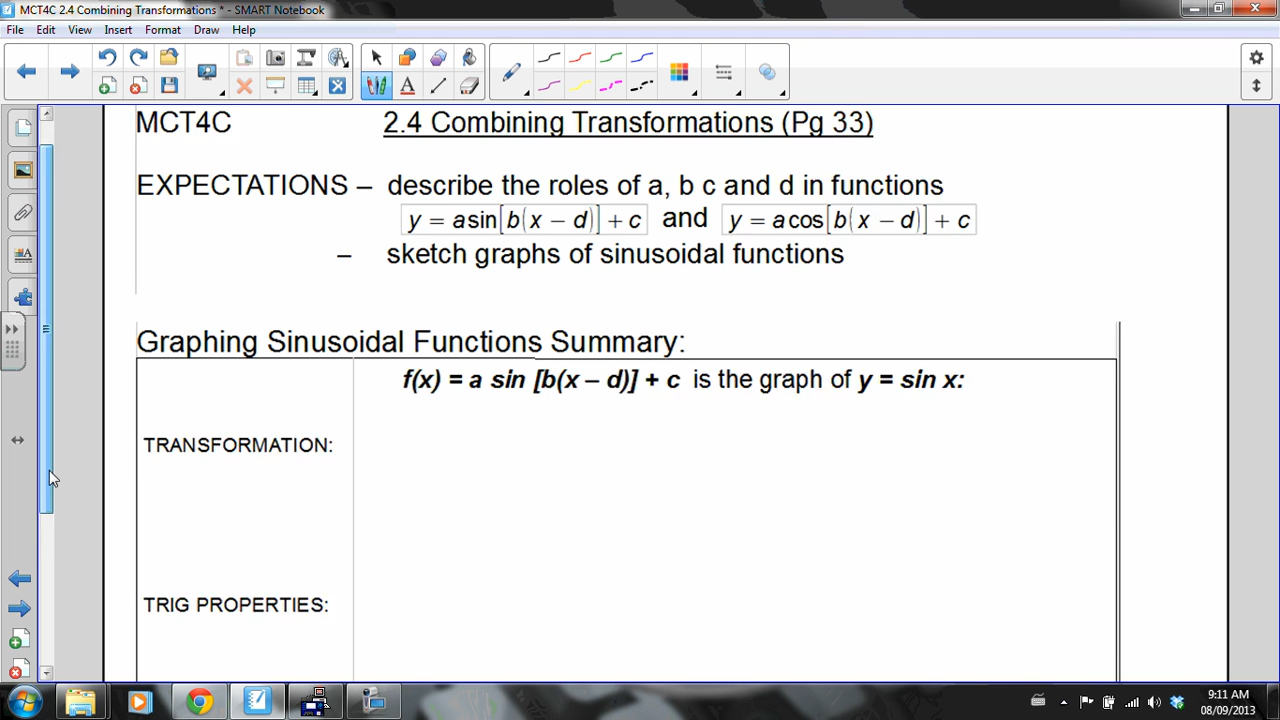 MCT4C 2.4 Combining Transformations * - SMART Notebook
File Edit View Insert Format Draw Help
MCT4C 2.4 Combining Transformations (Pg 33)
EXPECTATIONS – describe the roles of a, b c and d in functions
y = a sin[b(x – d)] + c and y = a cos[b(x – d)] + c
– sketch graphs of sinusoidal functions
Graphing Sinusoidal Functions Summary:
f(x) = a sin [b(x – d)] + c is the graph of y = sin x:
TRANSFORMATION:
TRIG PROPERTIES:
9:11 AM
08/09/2013